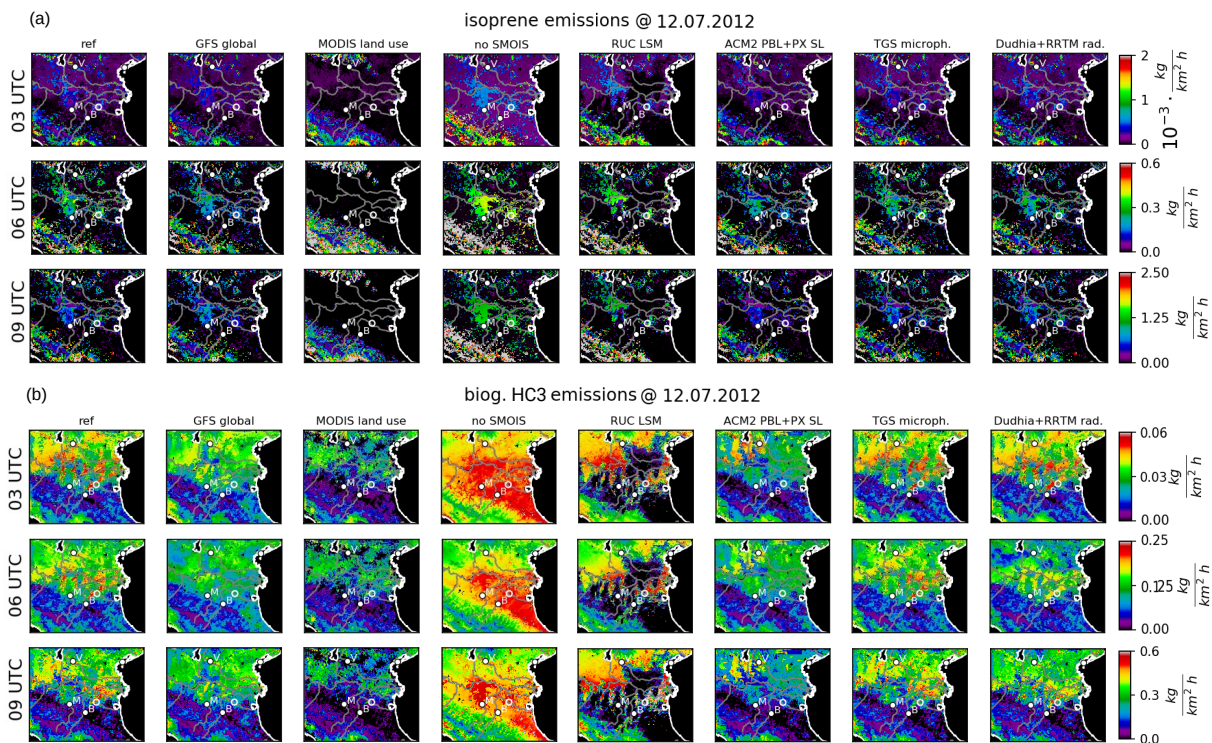 (a)
isoprene emissions @ 12.07.2012
ref GFS global MODIS land use no SMOIS RUC LSM ACM2 PBL+PX SL TGS microph. Dudhia+RRTM rad.
03 UTC
V M B V M B V M B V M B V M B V M B V M B V M B
2
1
0
10⁻³ · kg / km² h
06 UTC
V M B V M B V M B V M B V M B V M B V M B V M B
0.6
0.3
0.0
kg / km² h
09 UTC
V M B V M B V M B V M B V M B V M B V M B V M B
2.50
1.25
0.00
kg / km² h
(b)
biog. HC3 emissions @ 12.07.2012
ref GFS global MODIS land use no SMOIS RUC LSM ACM2 PBL+PX SL TGS microph. Dudhia+RRTM rad.
03 UTC
V M B V M B V M B V M B V M B V M B V M B V M B
0.06
0.03
0.00
kg / km² h
06 UTC
V M B V M B V M B V M B V M B V M B V M B V M B
0.25
0.125
0.00
kg / km² h
09 UTC
V M B V M B V M B V M B V M B V M B V M B V M B
0.6
0.3
0.0
kg / km² h